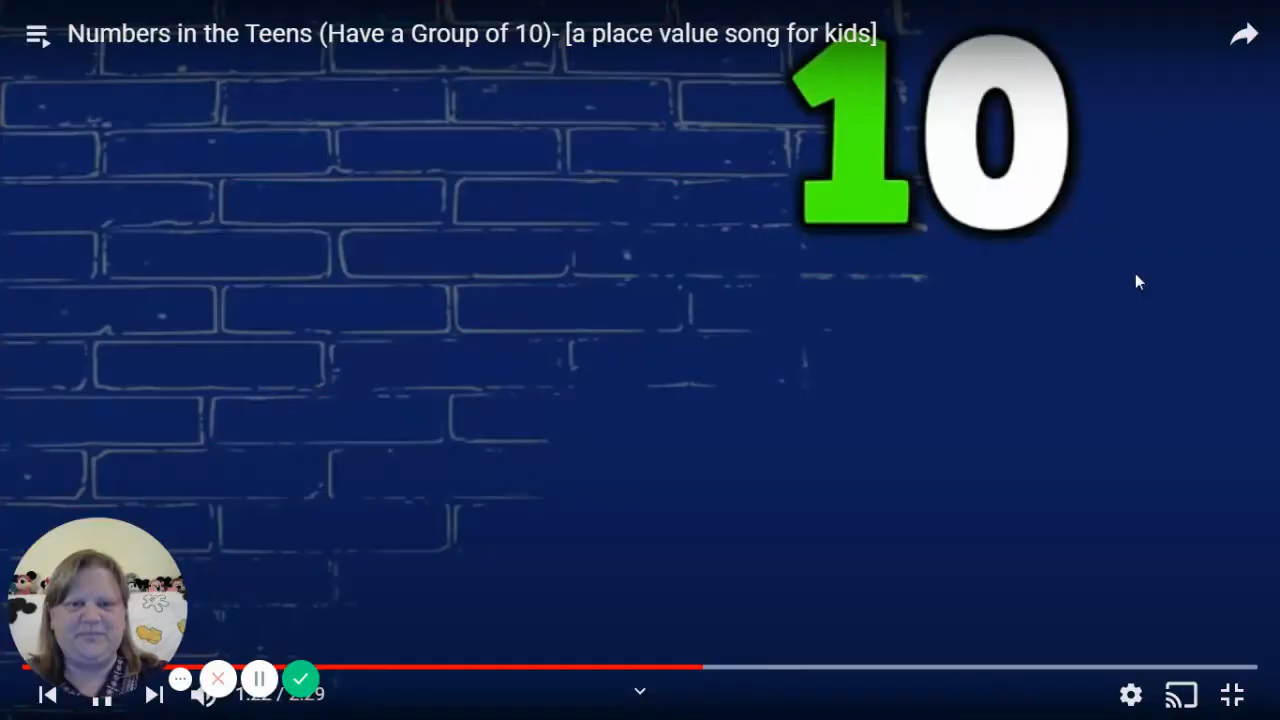 Numbers in the Teens (Have a Group of 10)- [a place value song for kids]
10
1:22 / 2:29